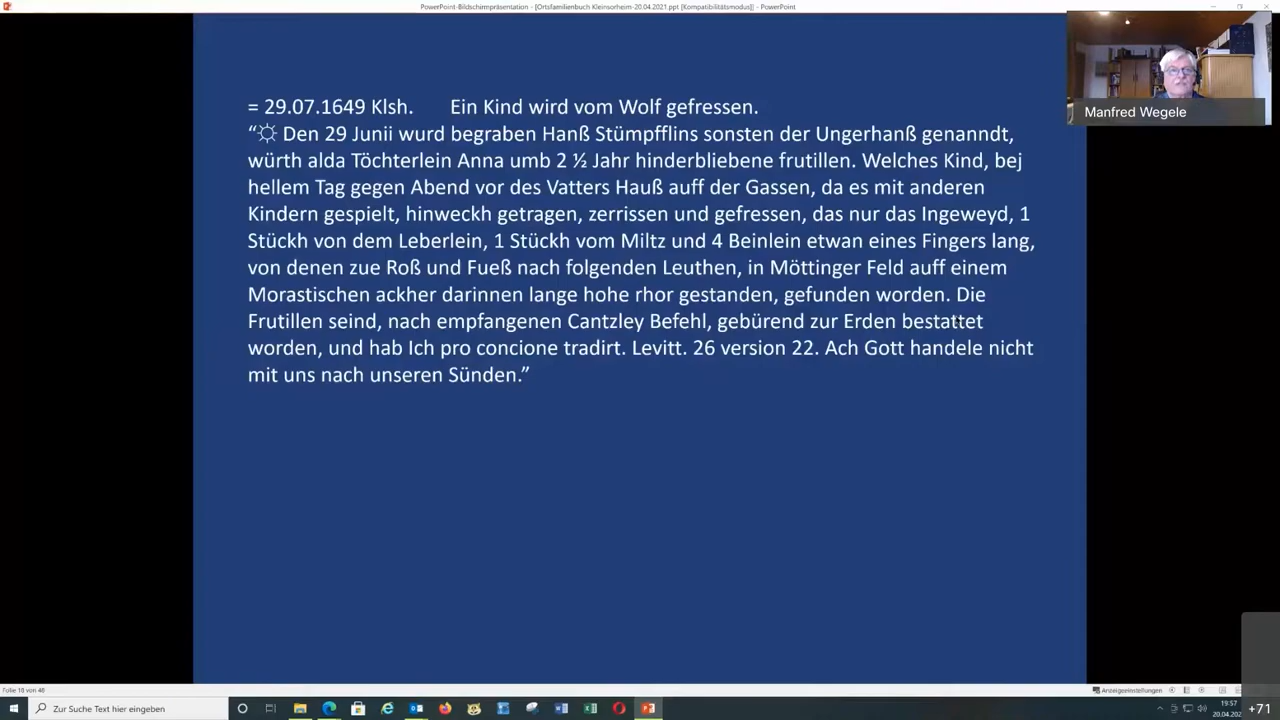 PowerPoint-Bildschirmpräsentation - [Ortsfamilienbuch Kleinsorheim-20.04.2021.ppt [Kompatibilitätsmodus]] - PowerPoint
Manfred Wegele
= 29.07.1649 Klsh. Ein Kind wird vom Wolf gefressen.
“☼ Den 29 Junii wurd begraben Hanß Stümpfflins sonsten der Ungerhanß genanndt,
würth alda Töchterlein Anna umb 2 ½ Jahr hinderbliebene frutillen. Welches Kind, bej
hellem Tag gegen Abend vor des Vatters Hauß auff der Gassen, da es mit anderen
Kindern gespielt, hinweckh getragen, zerrissen und gefressen, das nur das Ingeweyd, 1
Stückh von dem Leberlein, 1 Stückh vom Miltz und 4 Beinlein etwan eines Fingers lang,
von denen zue Roß und Fueß nach folgenden Leuthen, in Möttinger Feld auff einem
Morastischen ackher darinnen lange hohe rhor gestanden, gefunden worden. Die
Frutillen seind, nach empfangenen Cantzley Befehl, gebürend zur Erden bestattet
worden, und hab Ich pro concione tradirt. Levitt. 26 version 22. Ach Gott handele nicht
mit uns nach unseren Sünden.”
Folie 18 von 46
Anzeigeeinstellungen
Zur Suche Text hier eingeben
19:57
20.04.202
+71